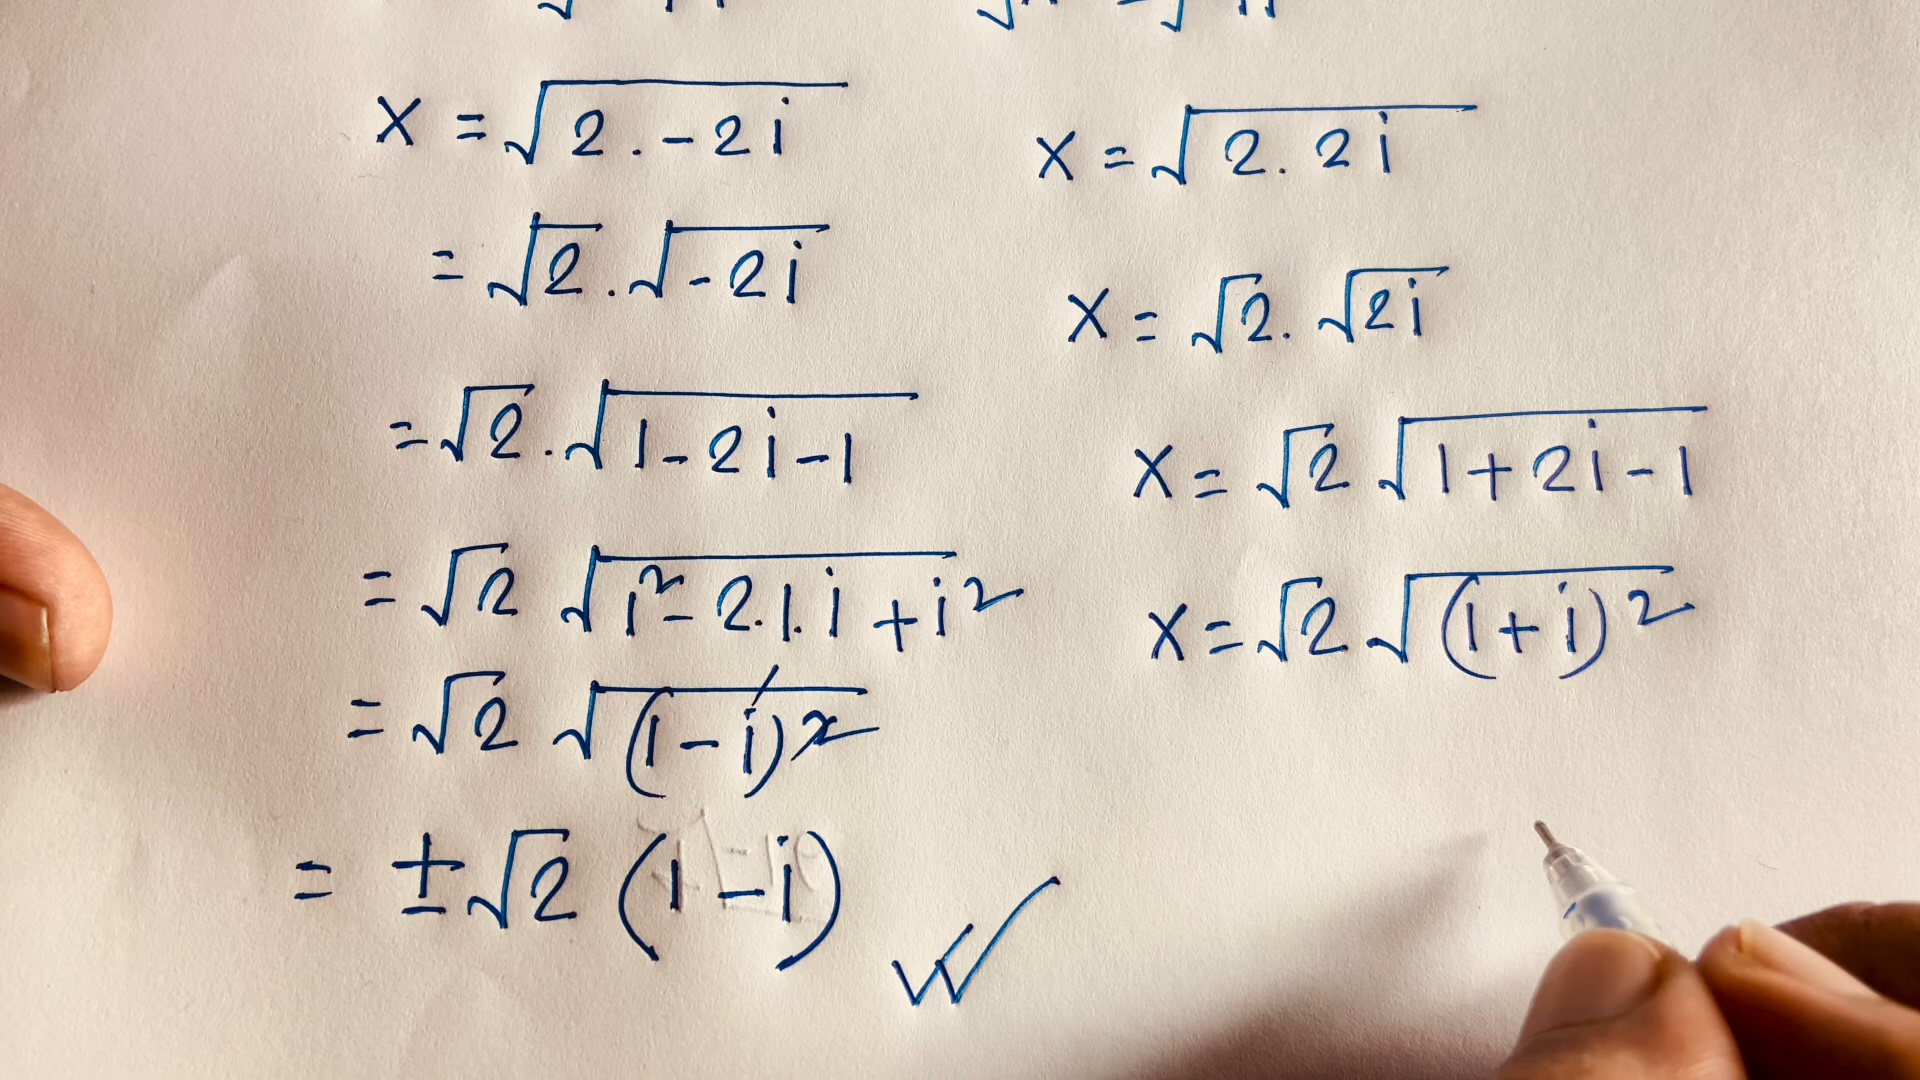 x = √2.-2i
= √2.√-2i
= √2.√1-2i-1
= √2 √i²-2.1.i+i²
= √2 √(1-i)²
= ±√2 (1-i)
x = √2.2i
x = √2.√2i
x = √2 √1+2i-1
x = √2 √(1+i)²